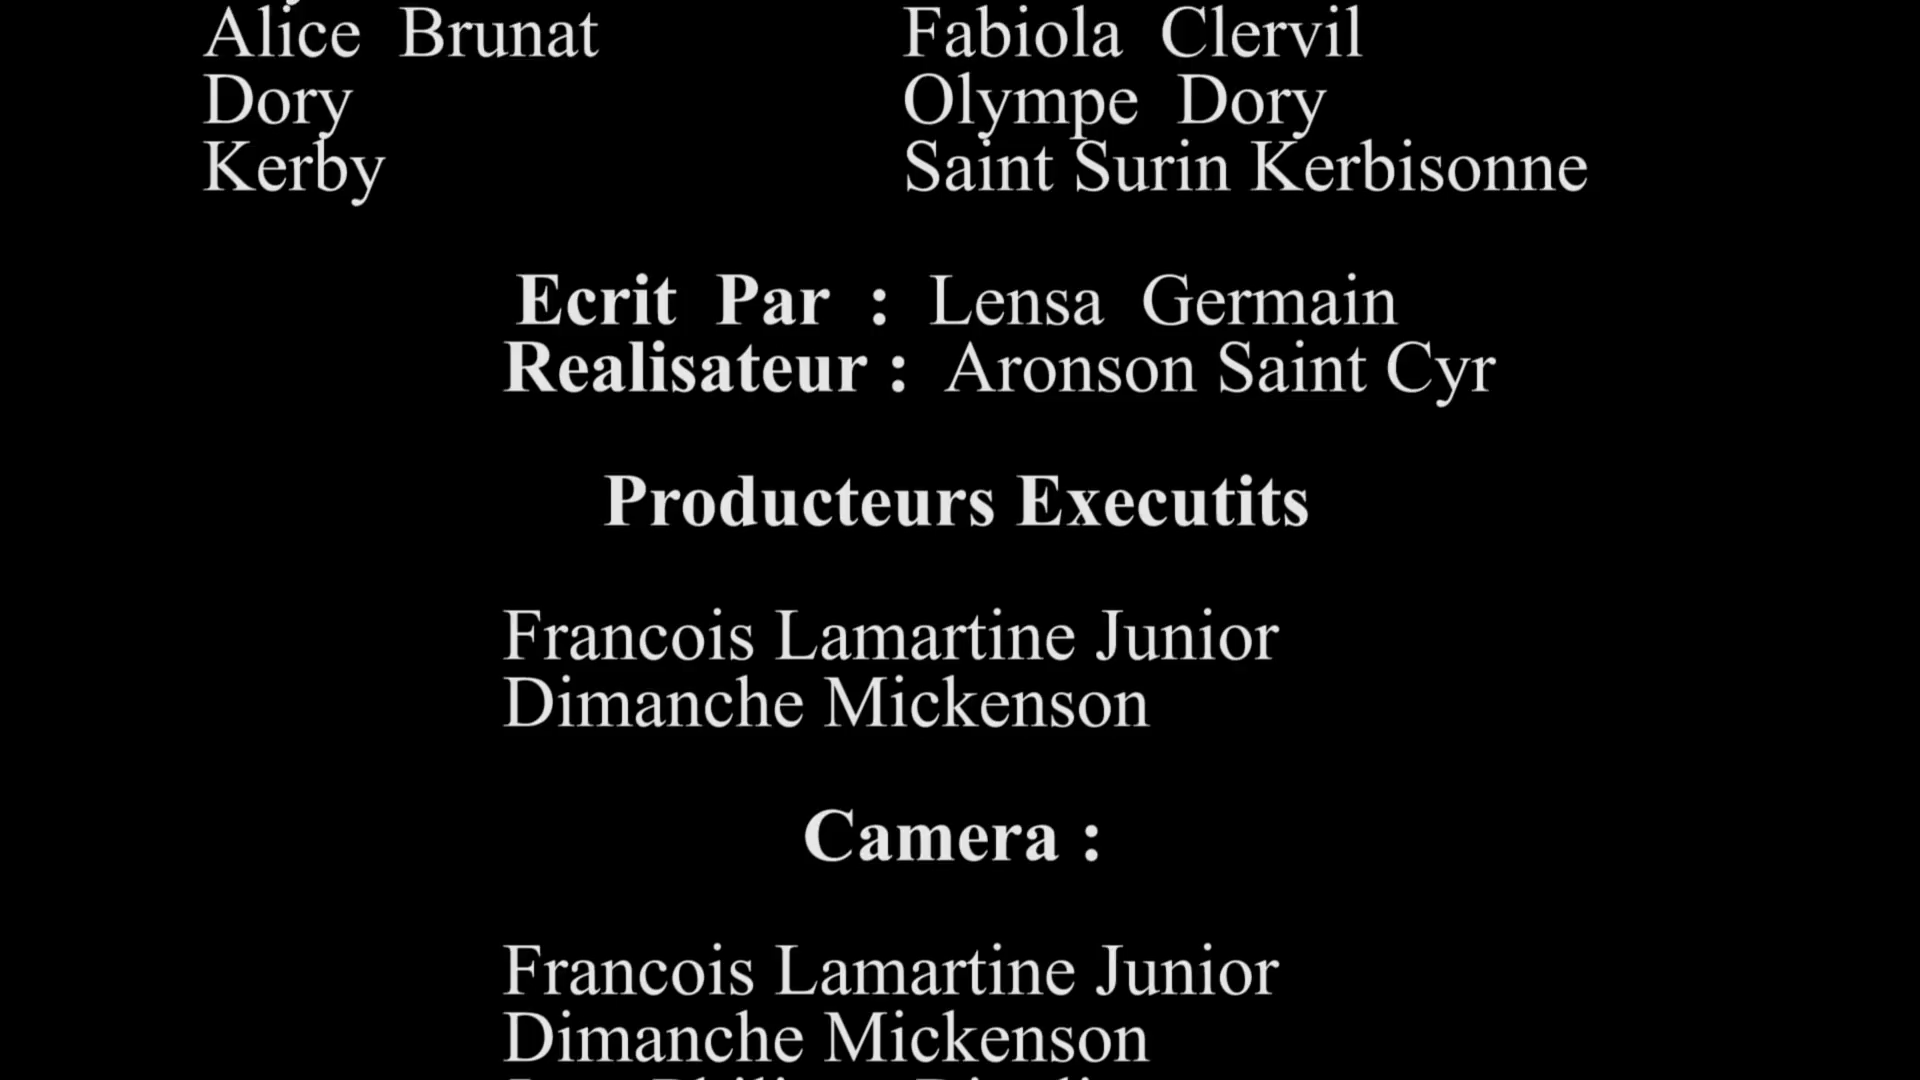 Alice Brunat Fabiola Clervil
Dory Olympe Dory
Kerby Saint Surin Kerbisonne
Ecrit Par : Lensa Germain
Realisateur : Aronson Saint Cyr
Producteurs Executits
Francois Lamartine Junior
Dimanche Mickenson
Camera :
Francois Lamartine Junior
Dimanche Mickenson